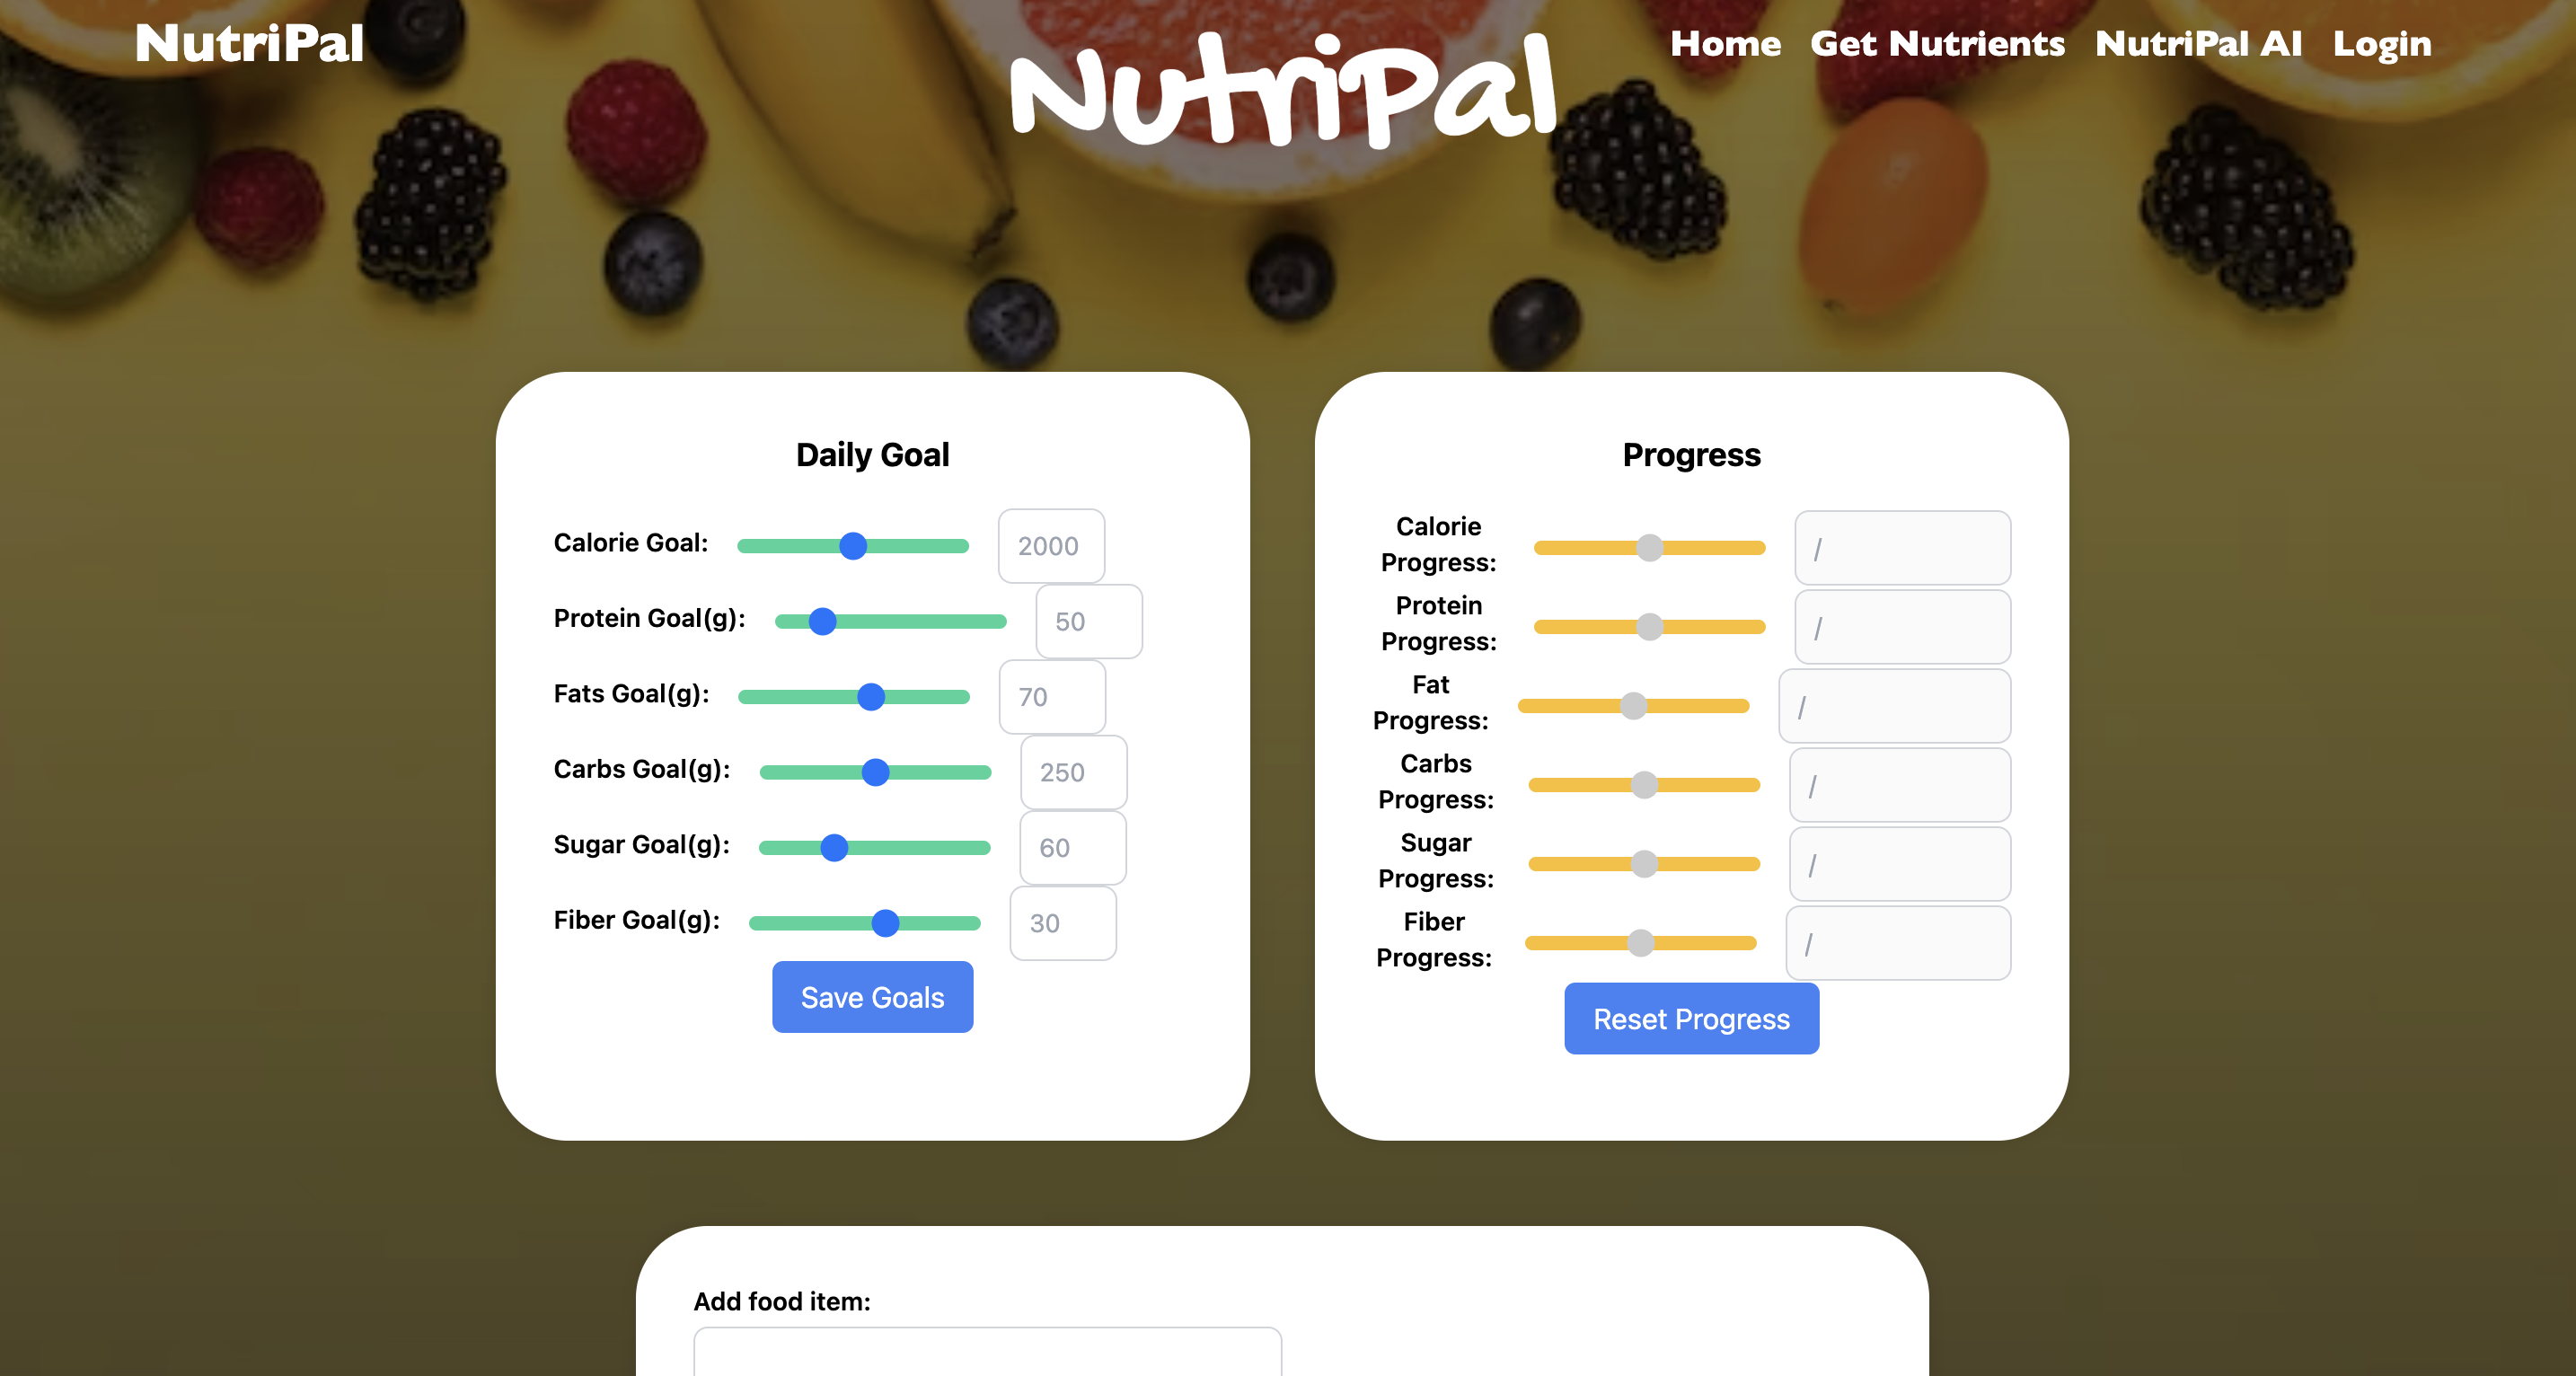 NutriPal
NutriPal
Home Get Nutrients NutriPal AI Login
Daily Goal
Calorie Goal: 2000
Protein Goal(g): 50
Fats Goal(g): 70
Carbs Goal(g): 250
Sugar Goal(g): 60
Fiber Goal(g): 30
Save Goals
Progress
Calorie
Progress: /
Protein
Progress: /
Fat
Progress: /
Carbs
Progress: /
Sugar
Progress: /
Fiber
Progress: /
Reset Progress
Add food item: